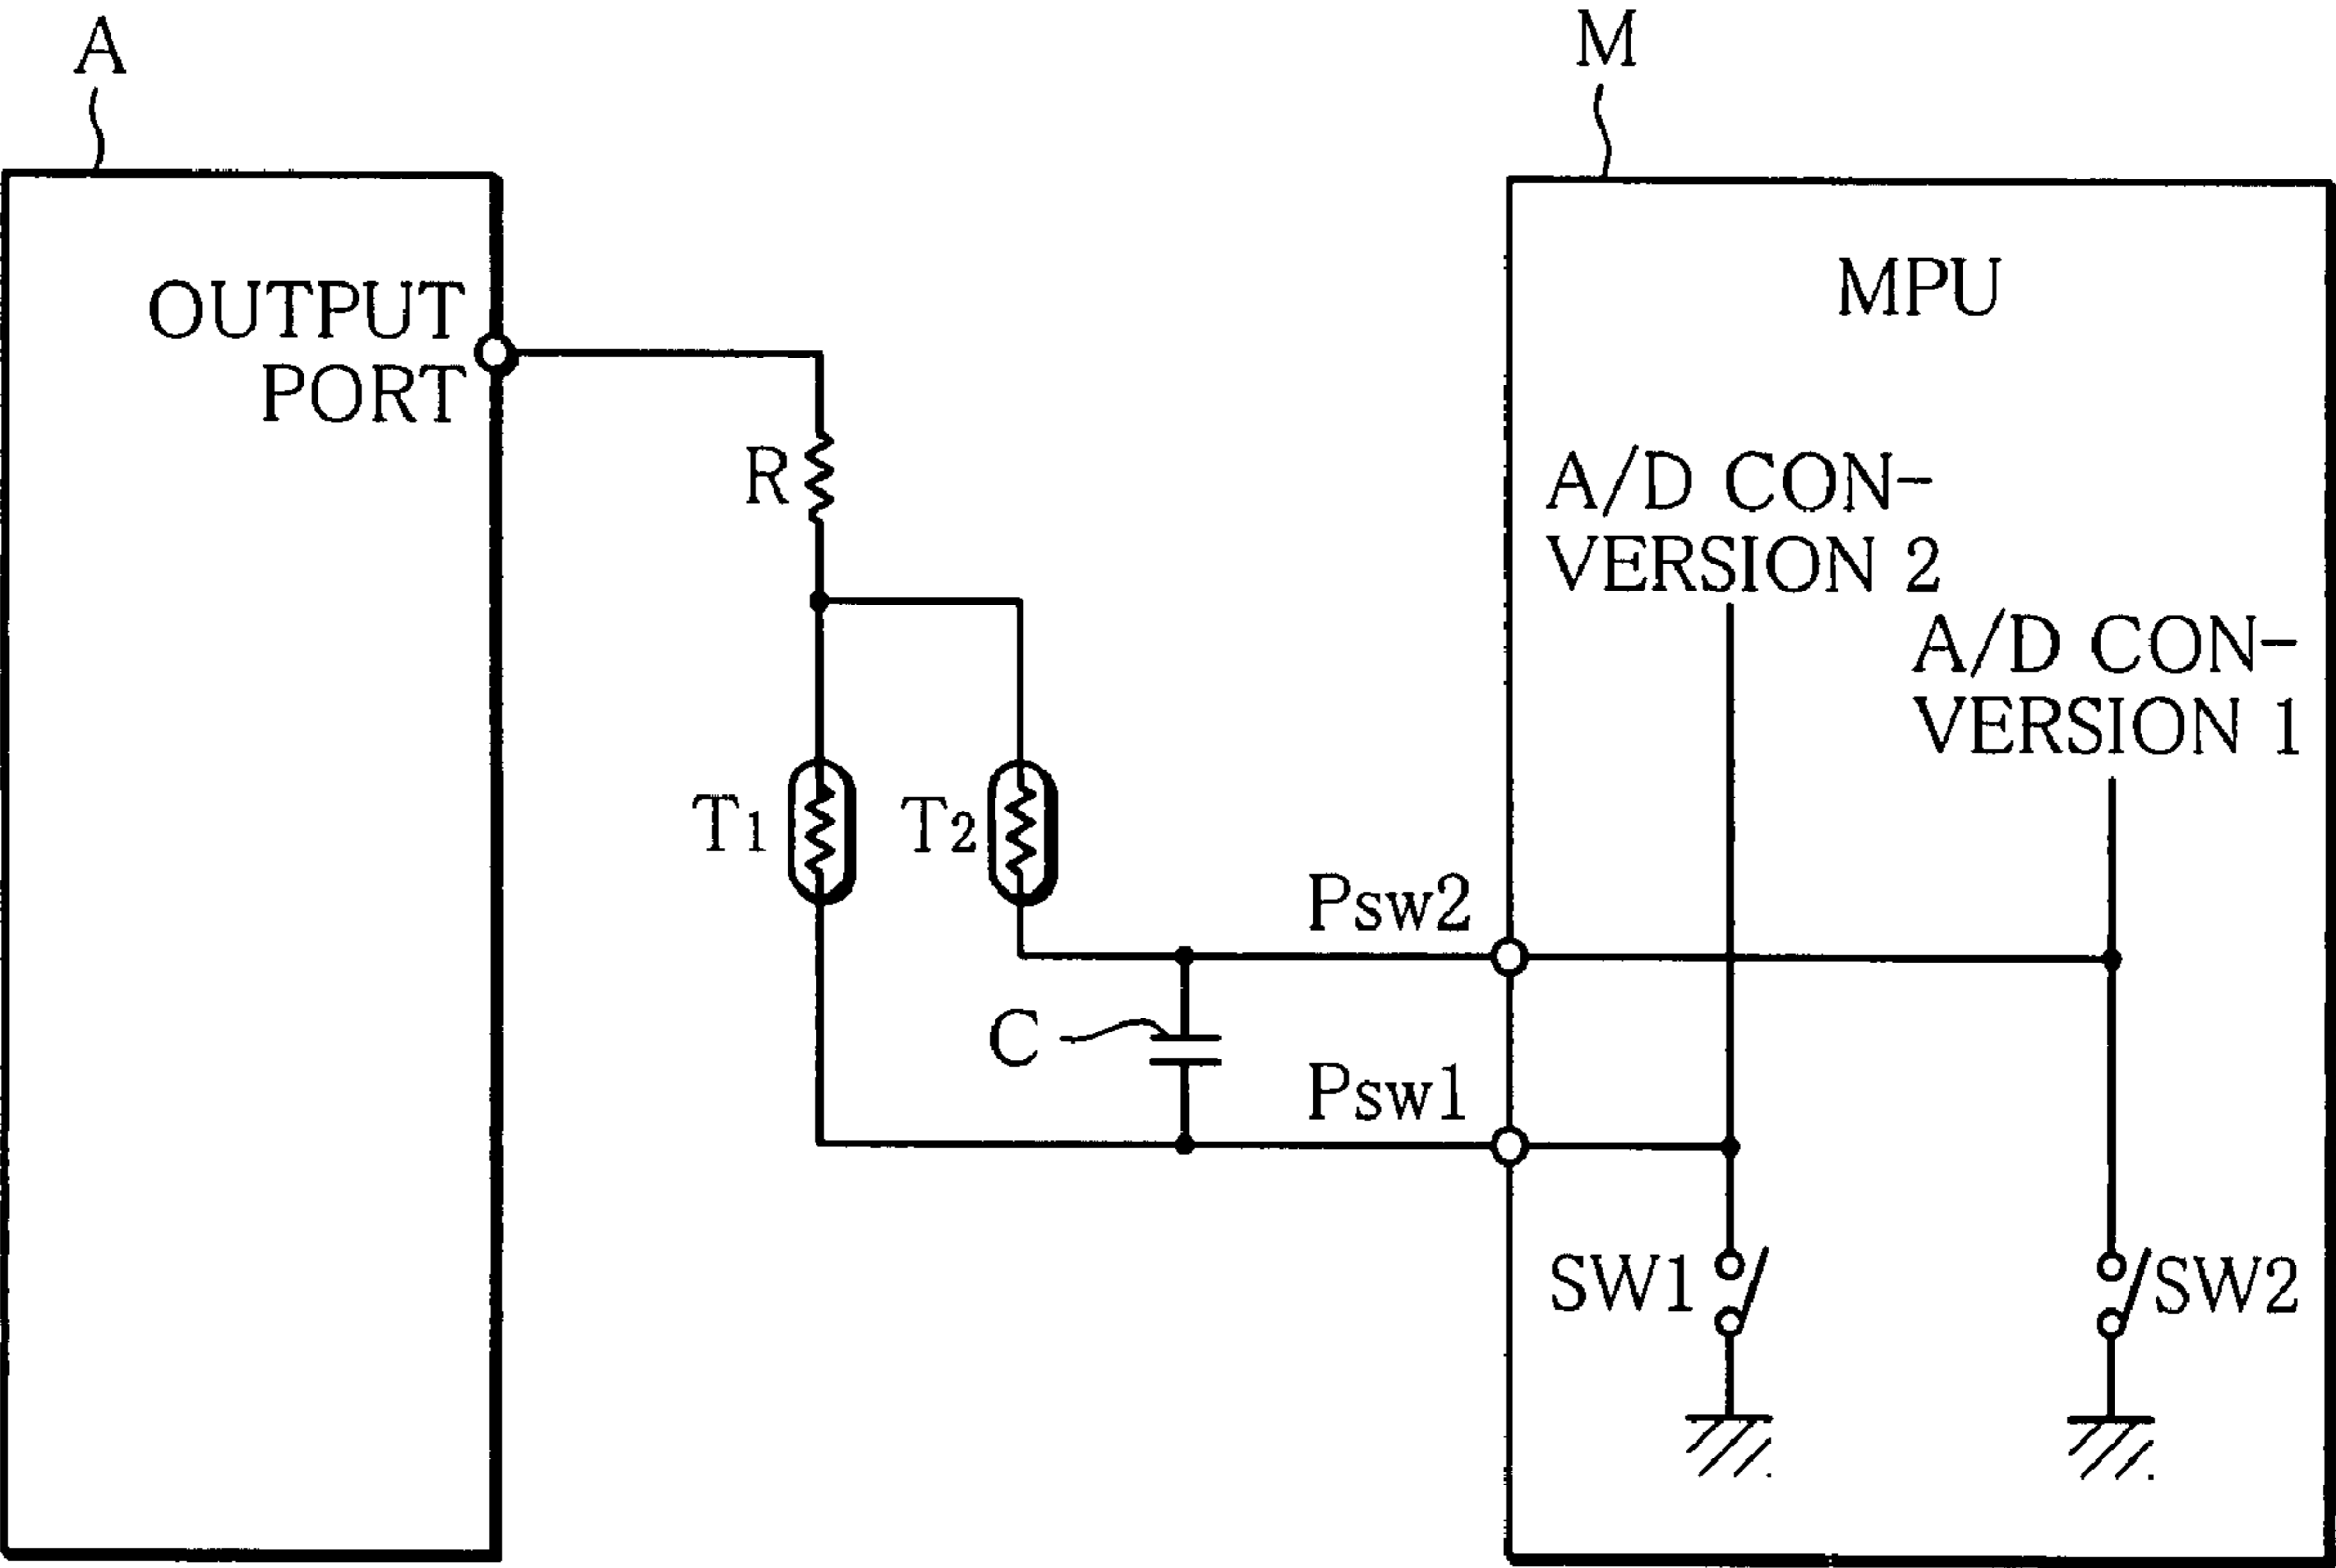 A
M
OUTPUT
PORT
MPU
R
A/D CON-
VERSION 2
A/D CON-
VERSION 1
T1
T2
Psw2
C
Psw1
SW1
SW2